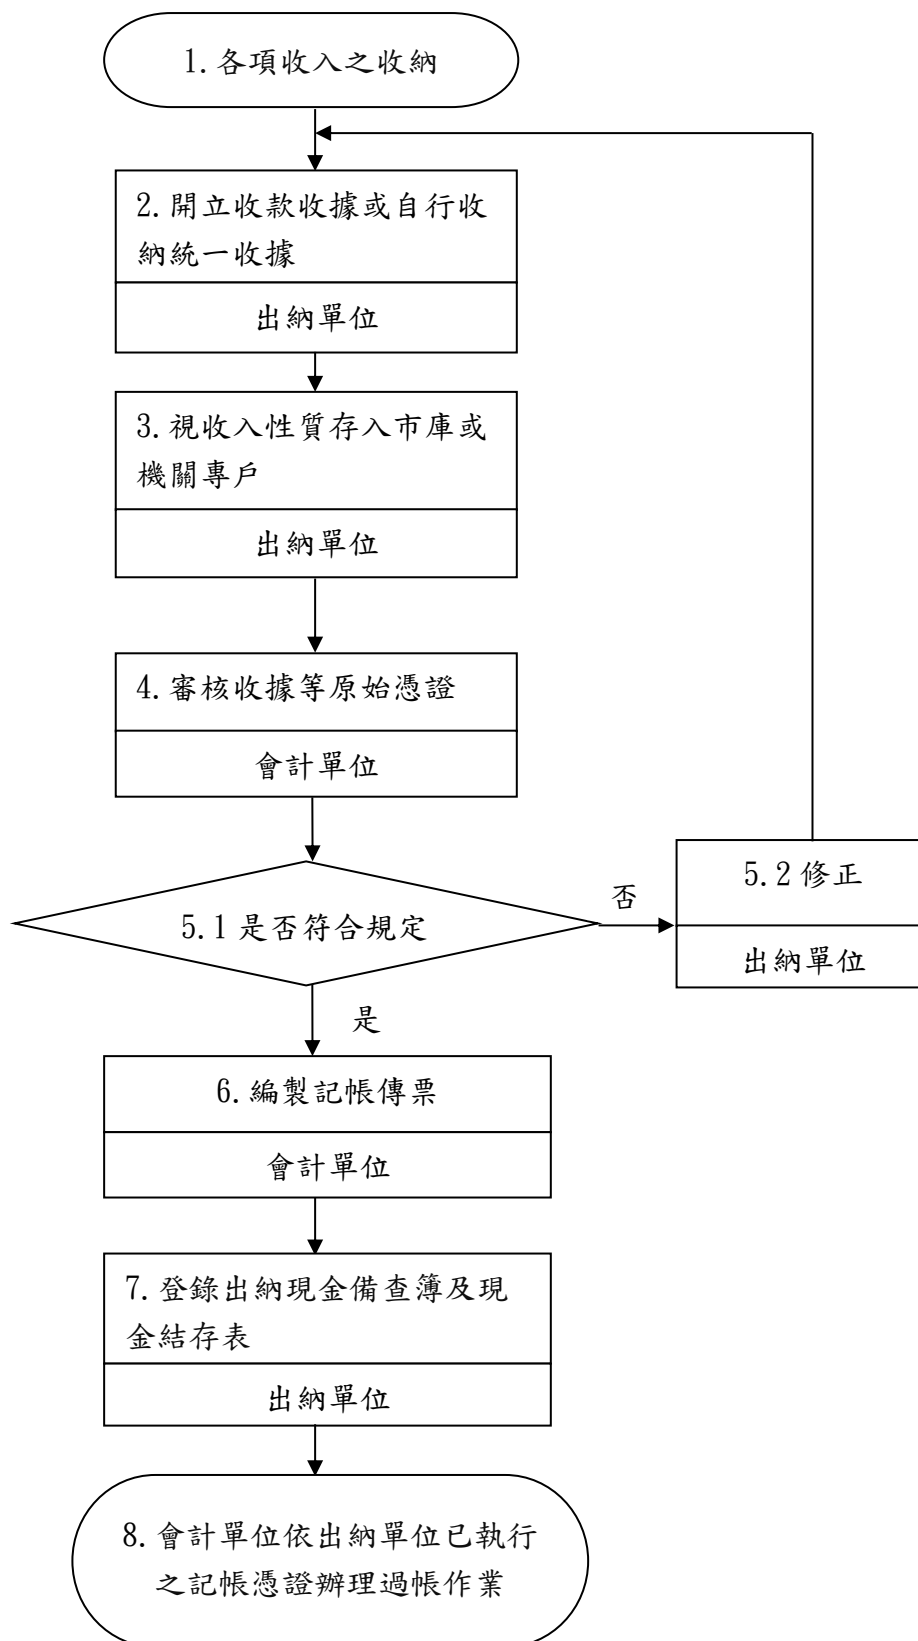 1.各項收入之收納
2.開立收款收據或自行收
納統一收據
出納單位
3.視收入性質存入市庫或
機關專戶
出納單位
4.審核收據等原始憑證
會計單位
5.1是否符合規定
否
5.2修正
出納單位
是
6.編製記帳傳票
會計單位
7.登錄出納現金備查簿及現
金結存表
出納單位
8.會計單位依出納單位已執行
之記帳憑證辦理過帳作業